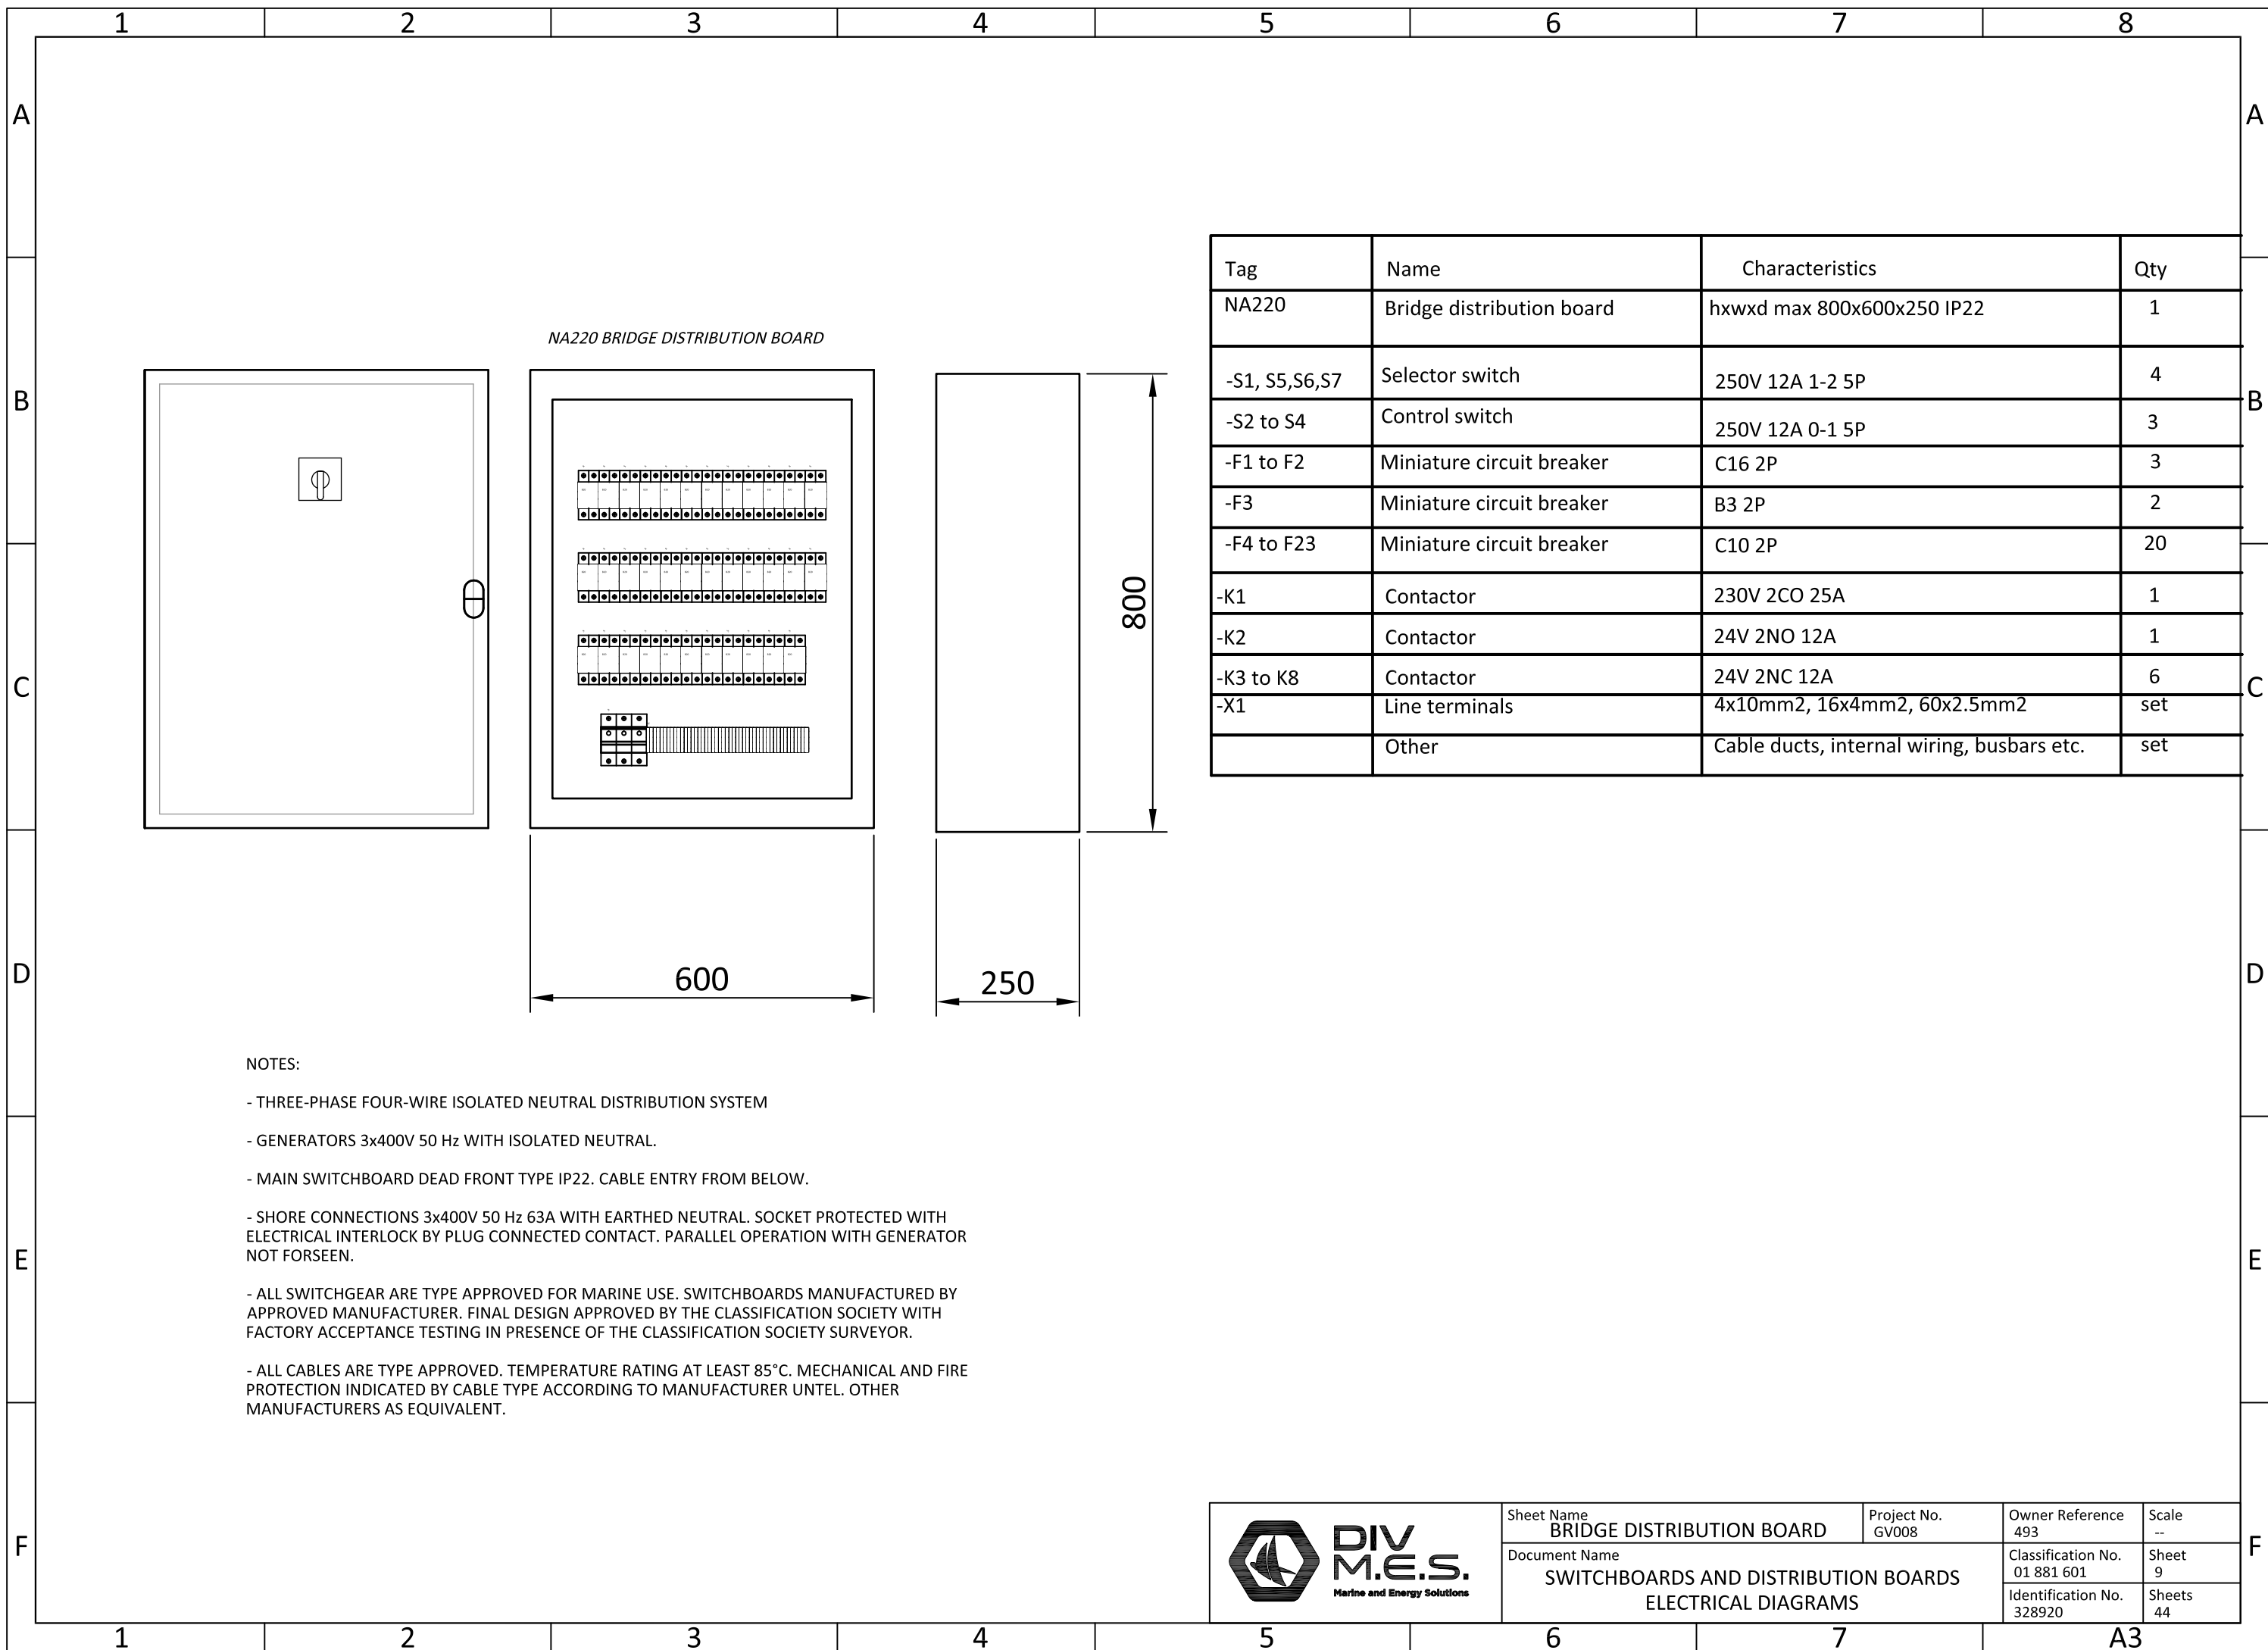 1 2 3 4 5 6 7 8
A A
B B
C C
D D
E E
F F
NA220 BRIDGE DISTRIBUTION BOARD
800
600
250
Tag Name Characteristics Qty
NA220 Bridge distribution board hxwxd max 800x600x250 IP22 1
-S1, S5,S6,S7 Selector switch 250V 12A 1-2 5P 4
-S2 to S4 Control switch 250V 12A 0-1 5P 3
-F1 to F2 Miniature circuit breaker C16 2P 3
-F3 Miniature circuit breaker B3 2P 2
-F4 to F23 Miniature circuit breaker C10 2P 20
-K1 Contactor 230V 2CO 25A 1
-K2 Contactor 24V 2NO 12A 1
-K3 to K8 Contactor 24V 2NC 12A 6
-X1 Line terminals 4x10mm2, 16x4mm2, 60x2.5mm2 set
Other Cable ducts, internal wiring, busbars etc. set
NOTES:
- THREE-PHASE FOUR-WIRE ISOLATED NEUTRAL DISTRIBUTION SYSTEM
- GENERATORS 3x400V 50 Hz WITH ISOLATED NEUTRAL.
- MAIN SWITCHBOARD DEAD FRONT TYPE IP22. CABLE ENTRY FROM BELOW.
- SHORE CONNECTIONS 3x400V 50 Hz 63A WITH EARTHED NEUTRAL. SOCKET PROTECTED WITH
ELECTRICAL INTERLOCK BY PLUG CONNECTED CONTACT. PARALLEL OPERATION WITH GENERATOR
NOT FORSEEN.
- ALL SWITCHGEAR ARE TYPE APPROVED FOR MARINE USE. SWITCHBOARDS MANUFACTURED BY
APPROVED MANUFACTURER. FINAL DESIGN APPROVED BY THE CLASSIFICATION SOCIETY WITH
FACTORY ACCEPTANCE TESTING IN PRESENCE OF THE CLASSIFICATION SOCIETY SURVEYOR.
- ALL CABLES ARE TYPE APPROVED. TEMPERATURE RATING AT LEAST 85°C. MECHANICAL AND FIRE
PROTECTION INDICATED BY CABLE TYPE ACCORDING TO MANUFACTURER UNTEL. OTHER
MANUFACTURERS AS EQUIVALENT.
DIV
M.E.S.
Marine and Energy Solutions
Sheet Name
BRIDGE DISTRIBUTION BOARD
Project No.
GV008
Owner Reference
493
Scale
--
Document Name
SWITCHBOARDS AND DISTRIBUTION BOARDS
ELECTRICAL DIAGRAMS
Classification No.
01 881 601
Sheet
9
Identification No.
328920
Sheets
44
1 2 3 4 5 6 7 A3